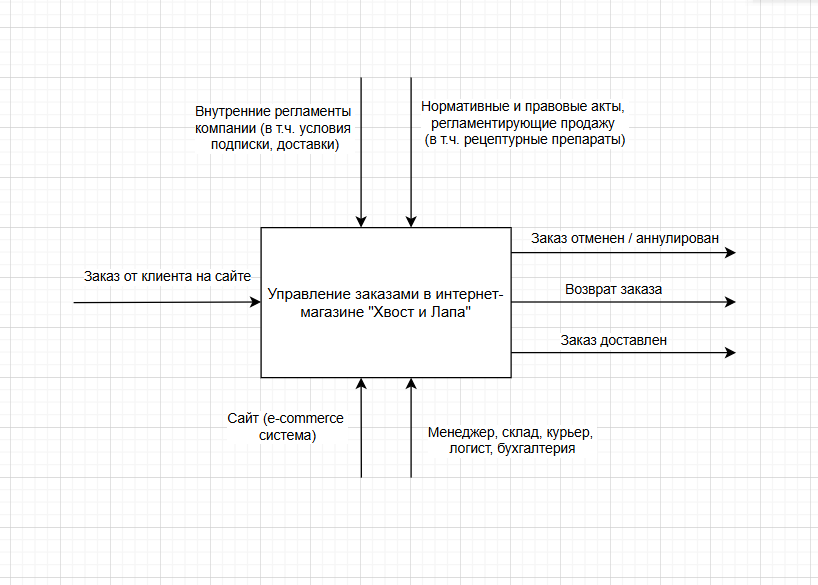 Внутренние регламенты
компании (в т.ч. условия
подписки, доставки)
Нормативные и правовые акты,
регламентирующие продажу
(в т.ч. рецептурные препараты)
Заказ от клиента на сайте
Управление заказами в интернет-
магазине "Хвост и Лапа"
Заказ отменен / аннулирован
Возврат заказа
Заказ доставлен
Сайт (e-commerce
система)
Менеджер, склад, курьер,
логист, бухгалтерия